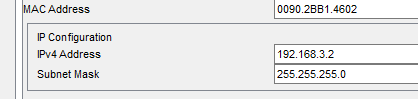 MAC Address 0090.2BB1.4602
IP Configuration
IPv4 Address 192.168.3.2
Subnet Mask 255.255.255.0